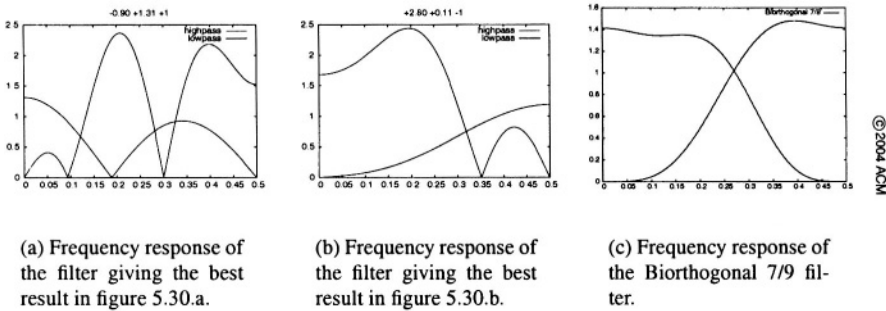 -0.90 +1.31 +1
highpass
lowpass
2.5
2
1.5
1
0.5
0
0 0.05 0.1 0.15 0.2 0.25 0.3 0.35 0.4 0.45 0.5
+2.80 +0.11 -1
highpass
lowpass
2.5
2
1.5
1
0.5
0
0 0.05 0.1 0.15 0.2 0.25 0.3 0.35 0.4 0.45 0.5
Biorthogonal 7/9f
1.6
1.4
1.2
1
0.8
0.6
0.4
0.2
0
0 0.05 0.1 0.15 0.2 0.25 0.3 0.35 0.4 0.45 0.5
©2004 ACM
(a) Frequency response of
the filter giving the best
result in figure 5.30.a.
(b) Frequency response of
the filter giving the best
result in figure 5.30.b.
(c) Frequency response of
the Biorthogonal 7/9 fil-
ter.